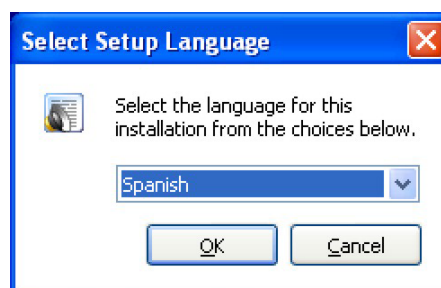 Select Setup Language
Select the language for this
installation from the choices below.
Spanish
OK
Cancel